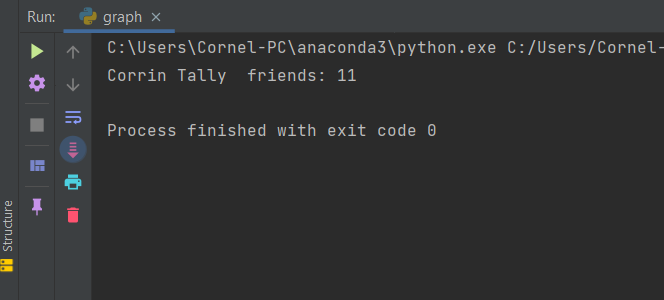 Run: graph ×
C:\Users\Cornel-PC\anaconda3\python.exe C:/Users/Cornel-
Corrin Tally  friends: 11
Process finished with exit code 0
Structure